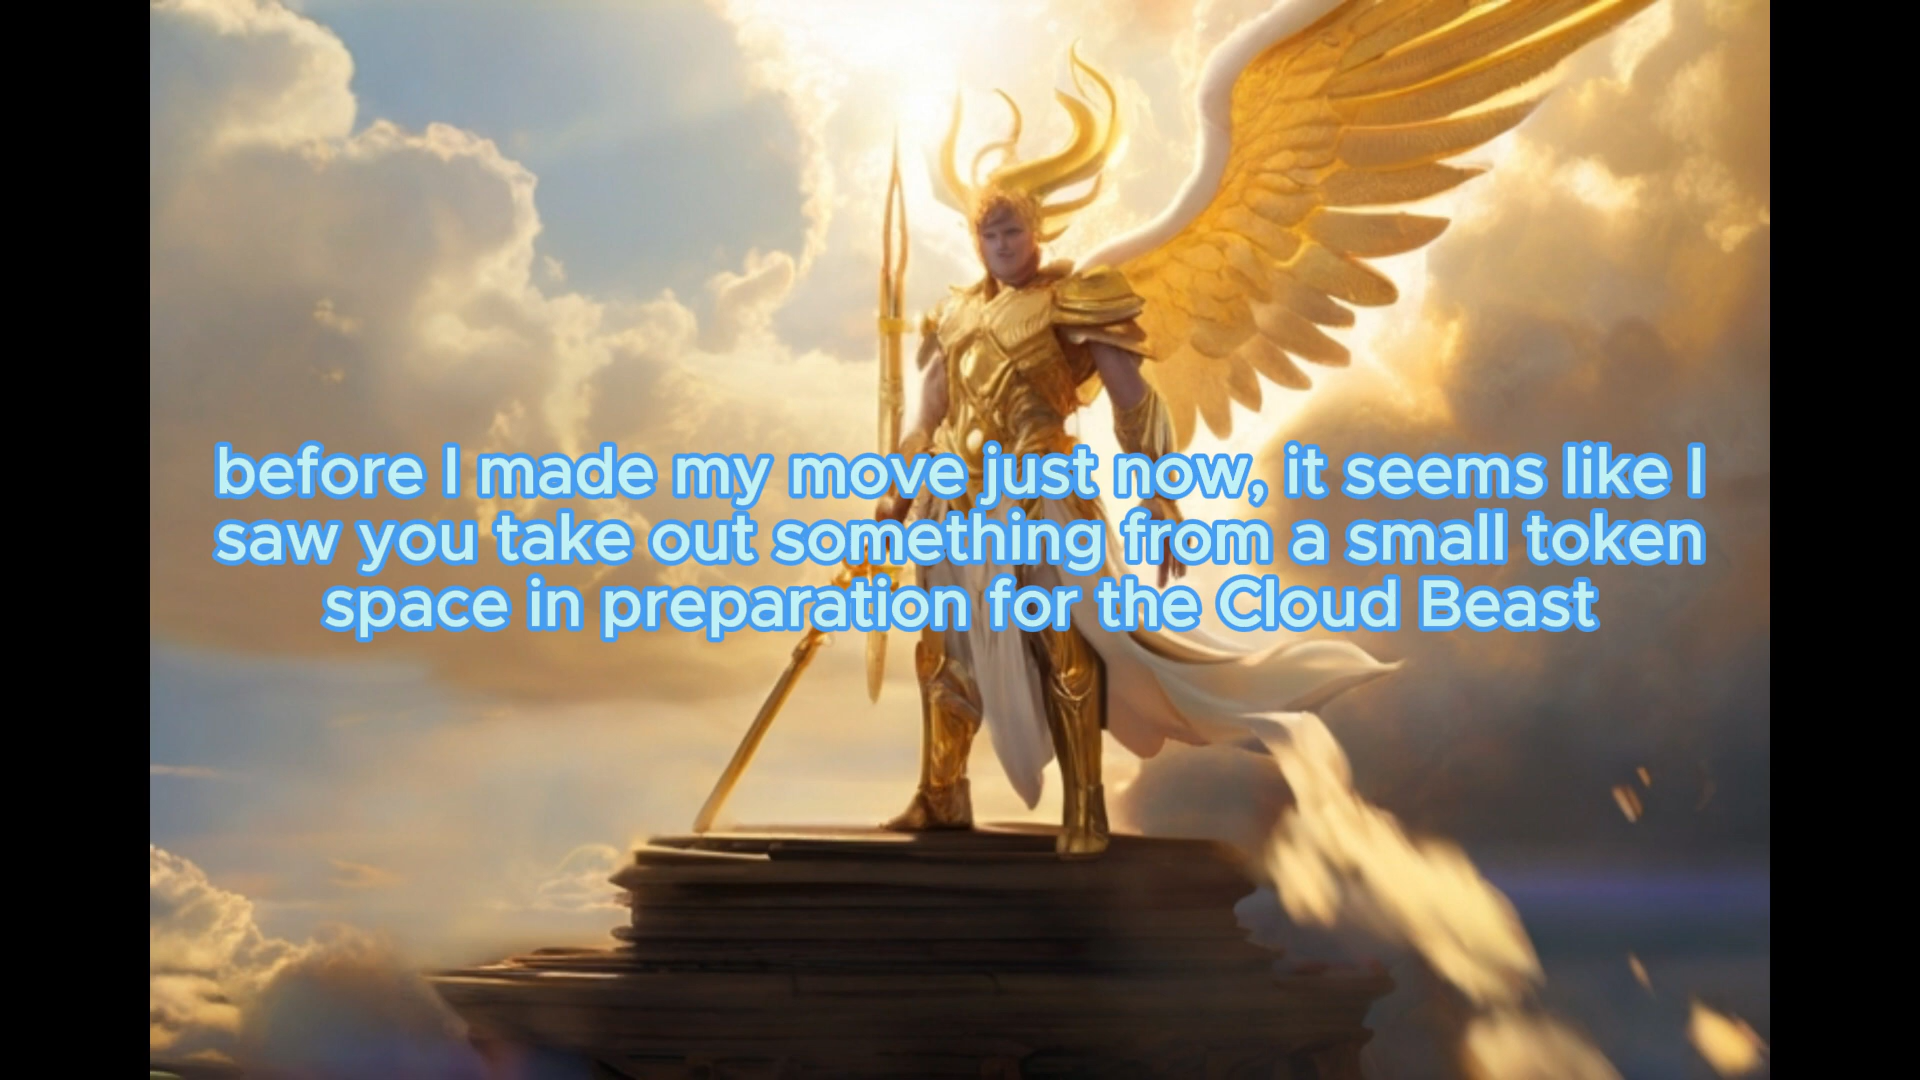 before I made my move just now, it seems like I
saw you take out something from a small token
space in preparation for the Cloud Beast